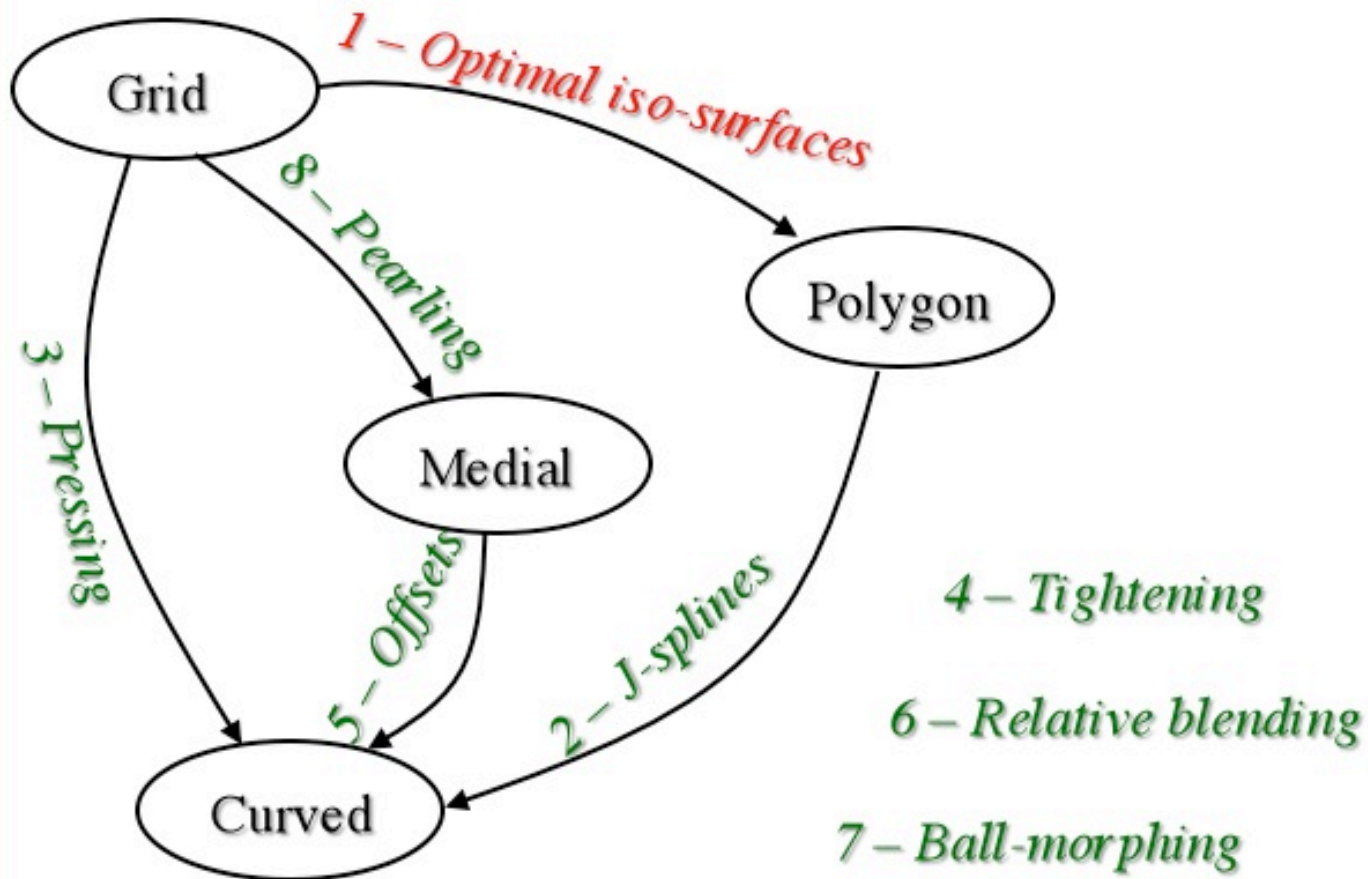 1 – Optimal iso-surfaces
Grid
8 – Pearling
Polygon
3 – Pressing
Medial
5 – Offsets
2 – J-splines
4 – Tightening
6 – Relative blending
Curved
7 – Ball-morphing